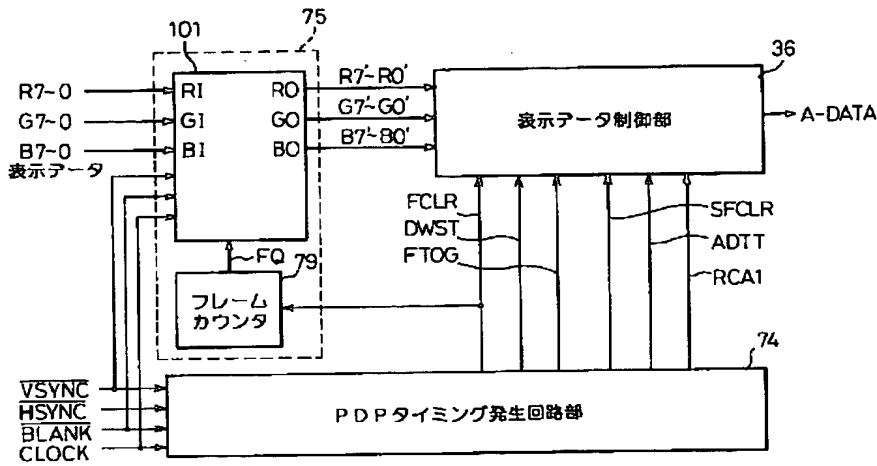 75
101
36
R7~0
G7~0
B7~0
表示データ
RI RO
GI GO
BI BO
R7'~R0'
G7'~G0'
B7'~B0'
表示データ制御部
A-DATA
FQ
79
フレーム
カウンタ
FCLR
DWST
FTOG
SFCLR
ADTT
RCA1
74
VSYNC
HSYNC
BLANK
CLOCK
PDPタイミング発生回路部